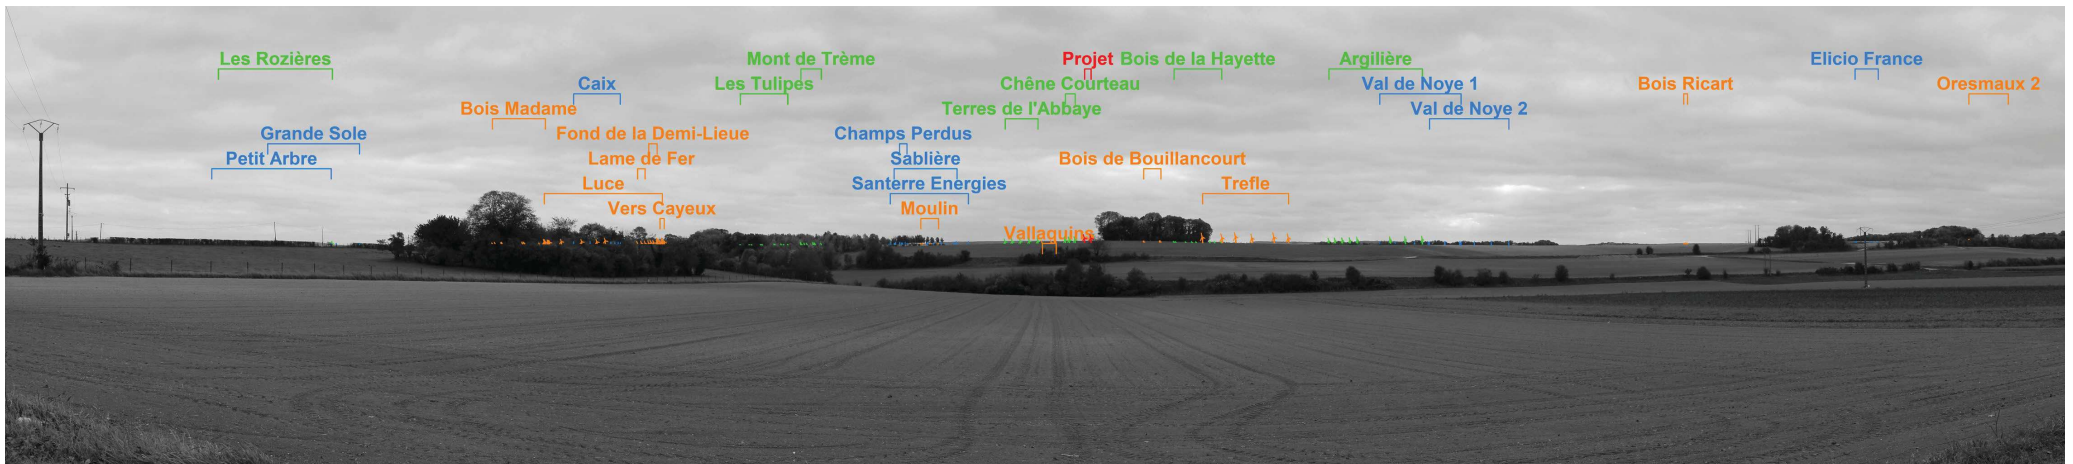 Les Rozières
Mont de Trème
Projet
Bois de la Hayette
Argilière
Elicio France
Caix
Les Tulipes
Chêne Courteau
Val de Noye 1
Bois Ricart
Oresmaux 2
Bois Madame
Terres de l'Abbaye
Val de Noye 2
Grande Sole
Fond de la Demi-Lieue
Champs Perdus
Petit Arbre
Lame de Fer
Sablière
Bois de Bouillancourt
Luce
Santerre Energies
Trefle
Vers Cayeux
Moulin
Vallaquins